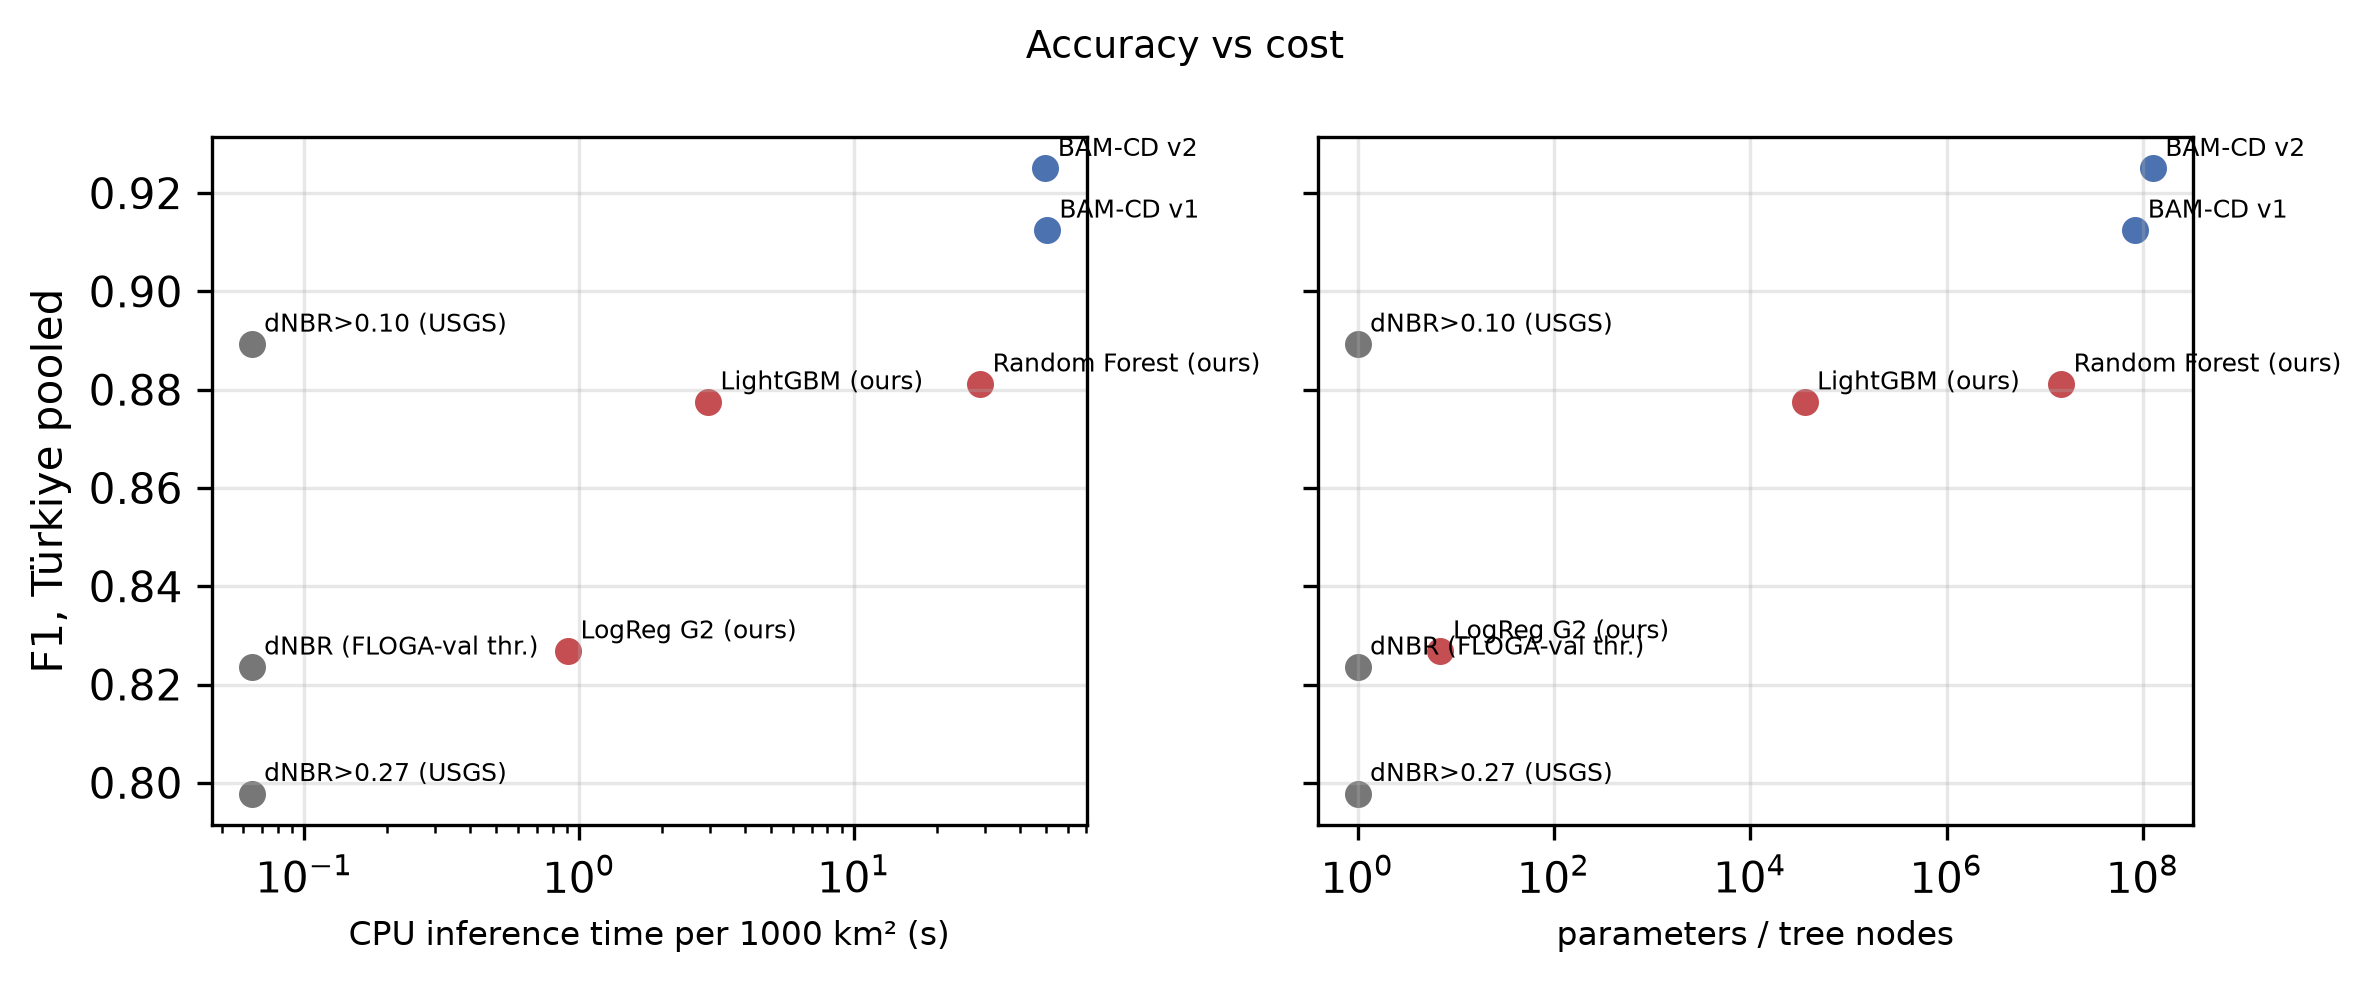 Accuracy vs cost
F1, Türkiye pooled
0.92
0.90
0.88
0.86
0.84
0.82
0.80
BAM-CD v2
BAM-CD v1
dNBR>0.10 (USGS)
Random Forest (ours)
LightGBM (ours)
LogReg G2 (ours)
dNBR (FLOGA-val thr.)
dNBR>0.27 (USGS)
10⁻¹ 10⁰ 10¹
CPU inference time per 1000 km² (s)
BAM-CD v2
BAM-CD v1
dNBR>0.10 (USGS)
Random Forest (ours)
LightGBM (ours)
LogReg G2 (ours)
dNBR (FLOGA-val thr.)
dNBR>0.27 (USGS)
10⁰ 10² 10⁴ 10⁶ 10⁸
parameters / tree nodes